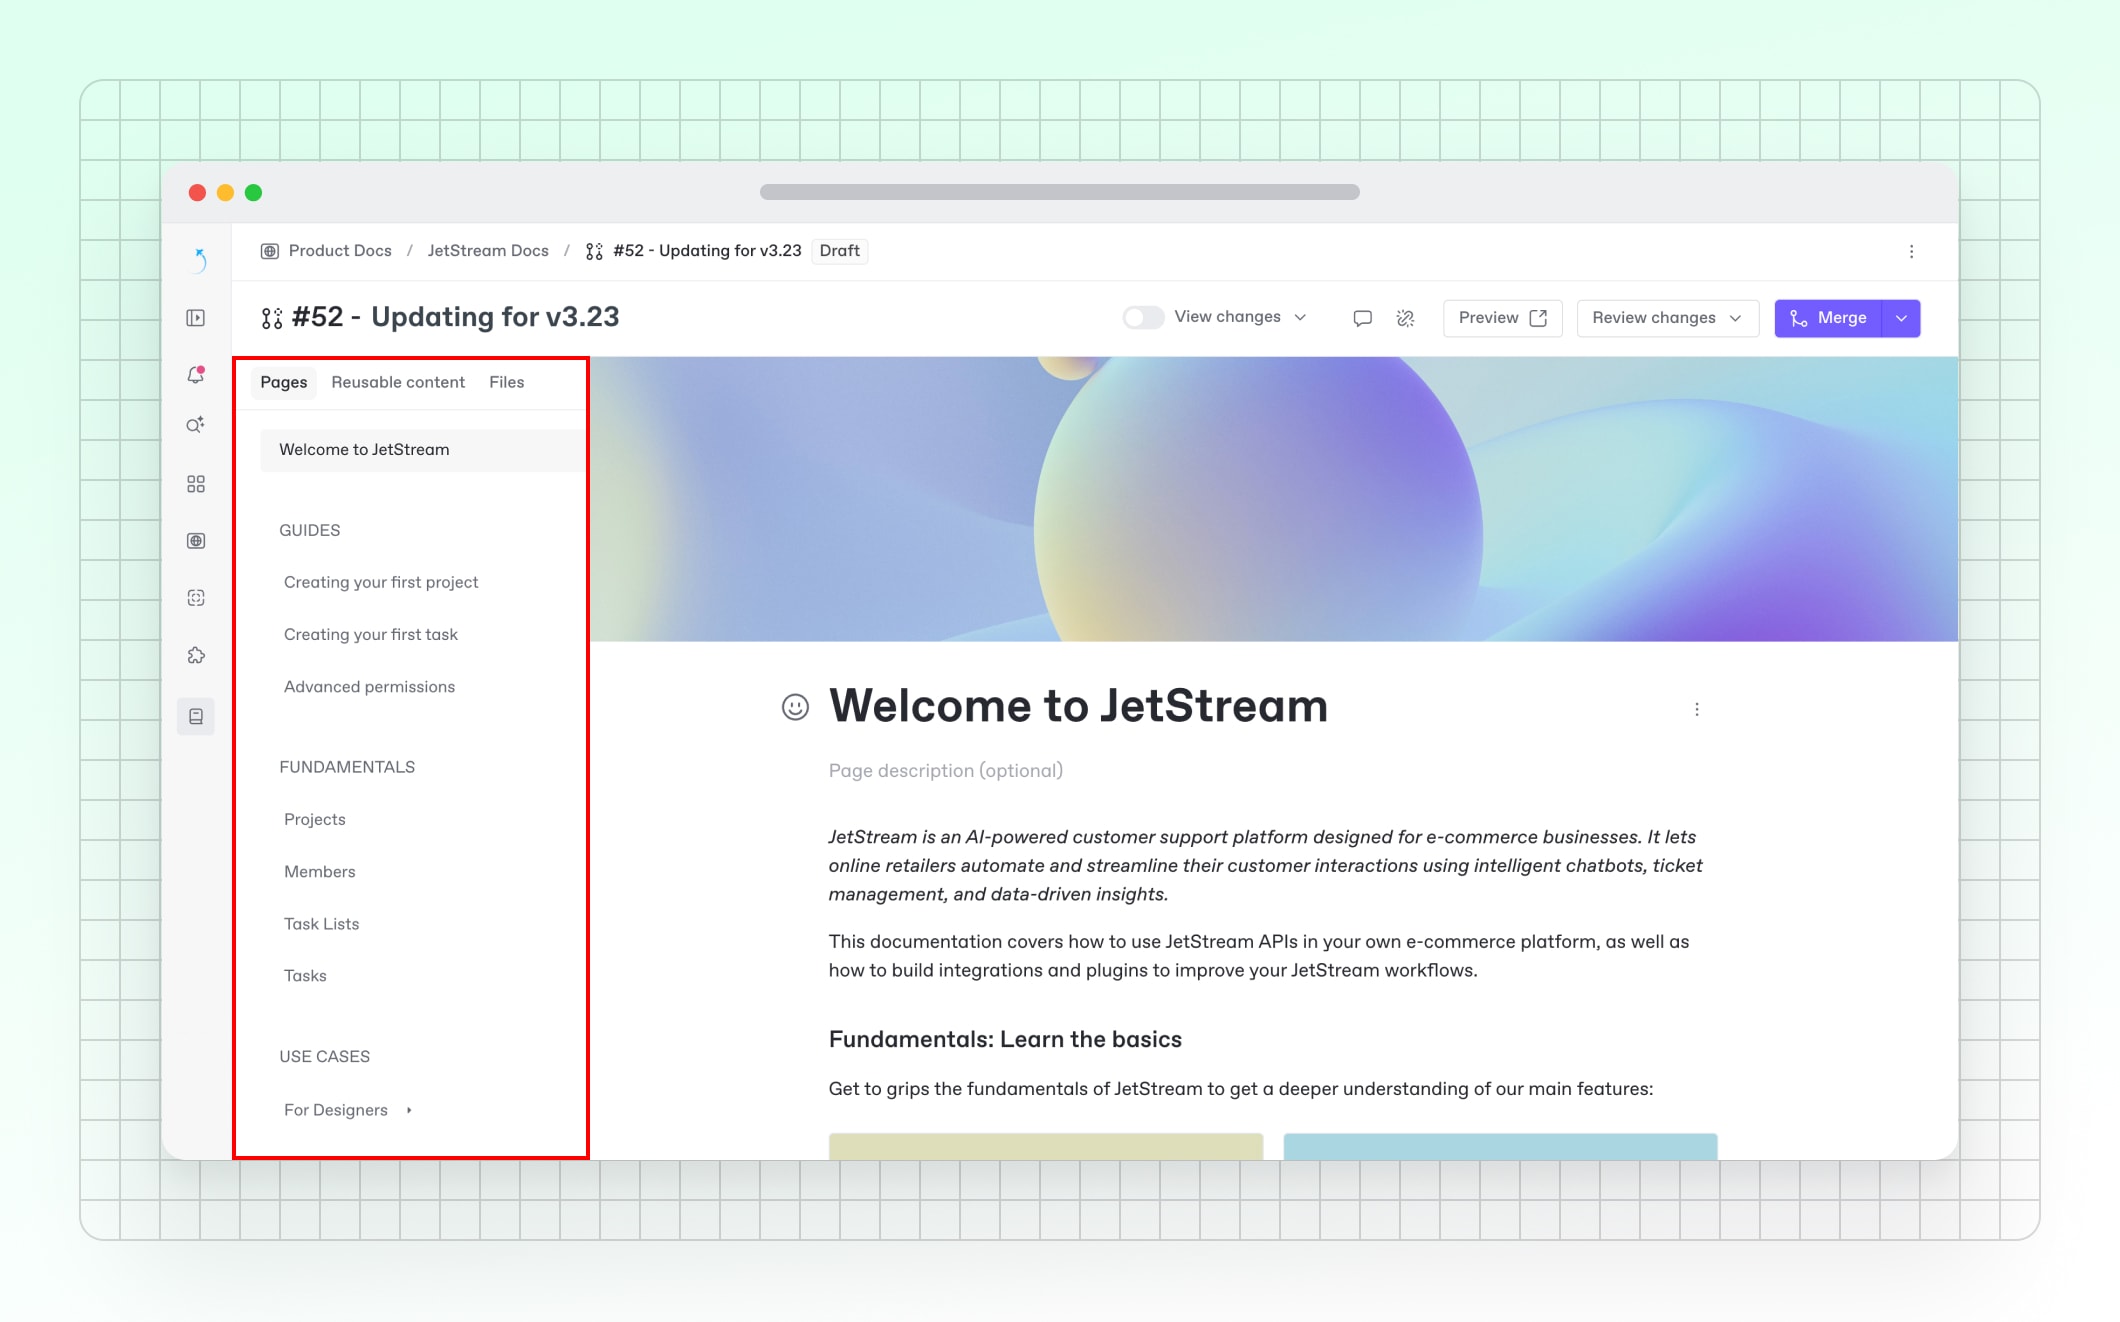 Product Docs / JetStream Docs / #52 - Updating for v3.23 Draft
#52 - Updating for v3.23
View changes
Preview
Review changes
Merge
Pages Reusable content Files
Welcome to JetStream
GUIDES
Creating your first project
Creating your first task
Advanced permissions
FUNDAMENTALS
Projects
Members
Task Lists
Tasks
USE CASES
For Designers
Welcome to JetStream
Page description (optional)
JetStream is an AI-powered customer support platform designed for e-commerce businesses. It lets
online retailers automate and streamline their customer interactions using intelligent chatbots, ticket
management, and data-driven insights.
This documentation covers how to use JetStream APIs in your own e-commerce platform, as well as
how to build integrations and plugins to improve your JetStream workflows.
Fundamentals: Learn the basics
Get to grips the fundamentals of JetStream to get a deeper understanding of our main features: